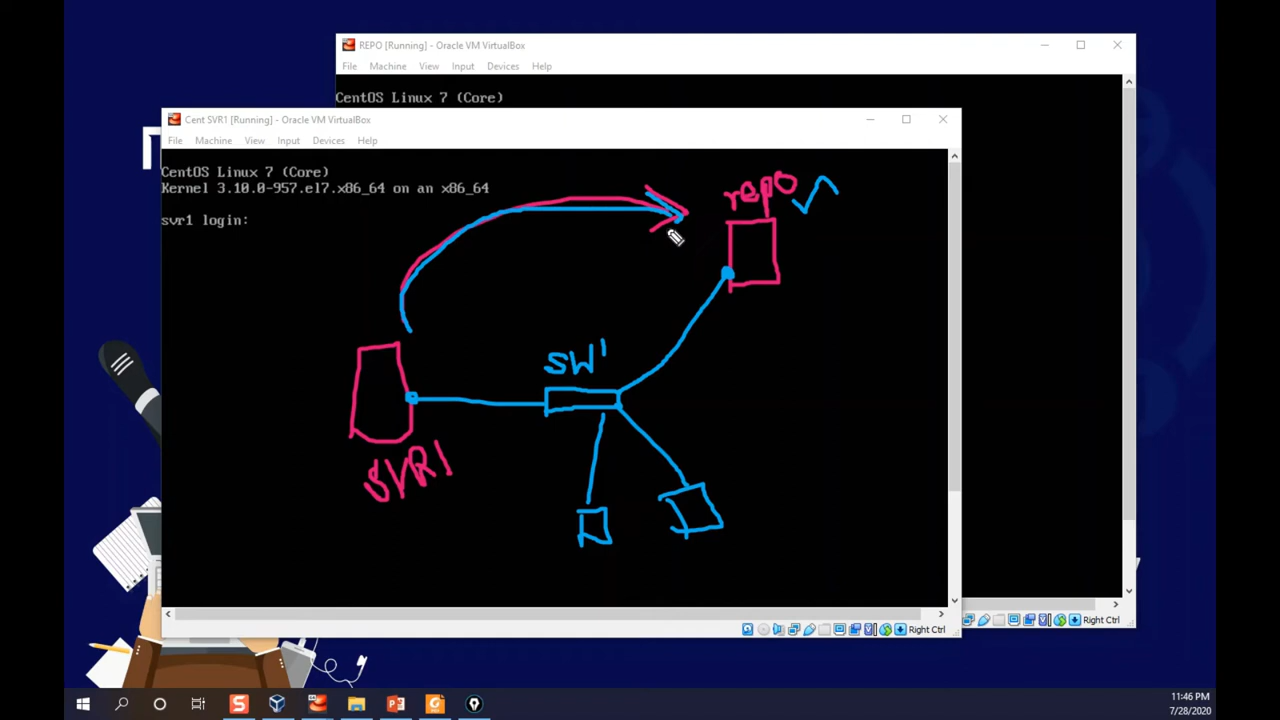 REPO [Running] - Oracle VM VirtualBox
File Machine View Input Devices Help
CentOS Linux 7 (Core)
Cent SVR1 [Running] - Oracle VM VirtualBox
File Machine View Input Devices Help
CentOS Linux 7 (Core)
Kernel 3.10.0-957.el7.x86_64 on an x86_64
svr1 login:
repo
SW1
SVR1
Right Ctrl
Right Ctrl
11:46 PM
7/28/2020